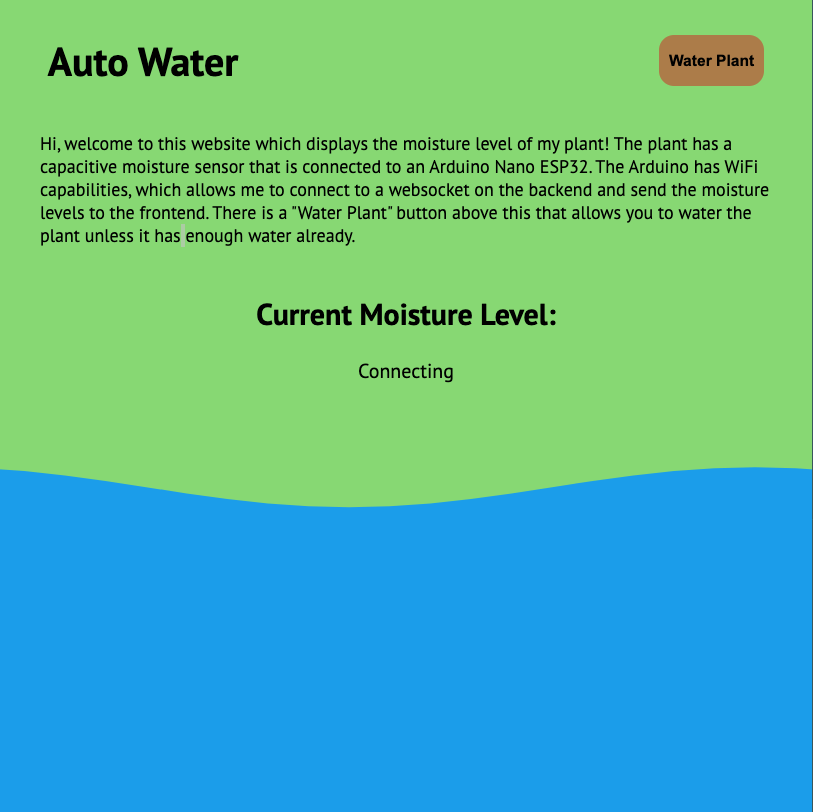 Auto Water
Water Plant
Hi, welcome to this website which displays the moisture level of my plant! The plant has a
capacitive moisture sensor that is connected to an Arduino Nano ESP32. The Arduino has WiFi
capabilities, which allows me to connect to a websocket on the backend and send the moisture
levels to the frontend. There is a "Water Plant" button above this that allows you to water the
plant unless it has enough water already.
Current Moisture Level:
Connecting